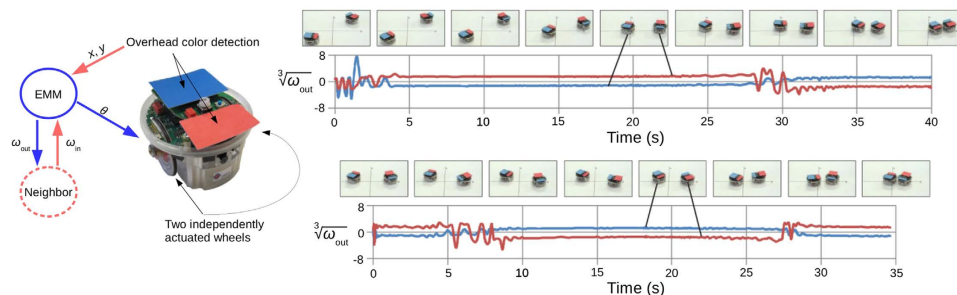 Overhead color detection
x, y
EMM
θ
ω_out
ω_in
Neighbor
Two independently
actuated wheels
∛ω_out
8
0
-8
0 5 10 15 20 25 30 35 40
Time (s)
∛ω_out
8
0
-8
0 5 10 15 20 25 30 35
Time (s)